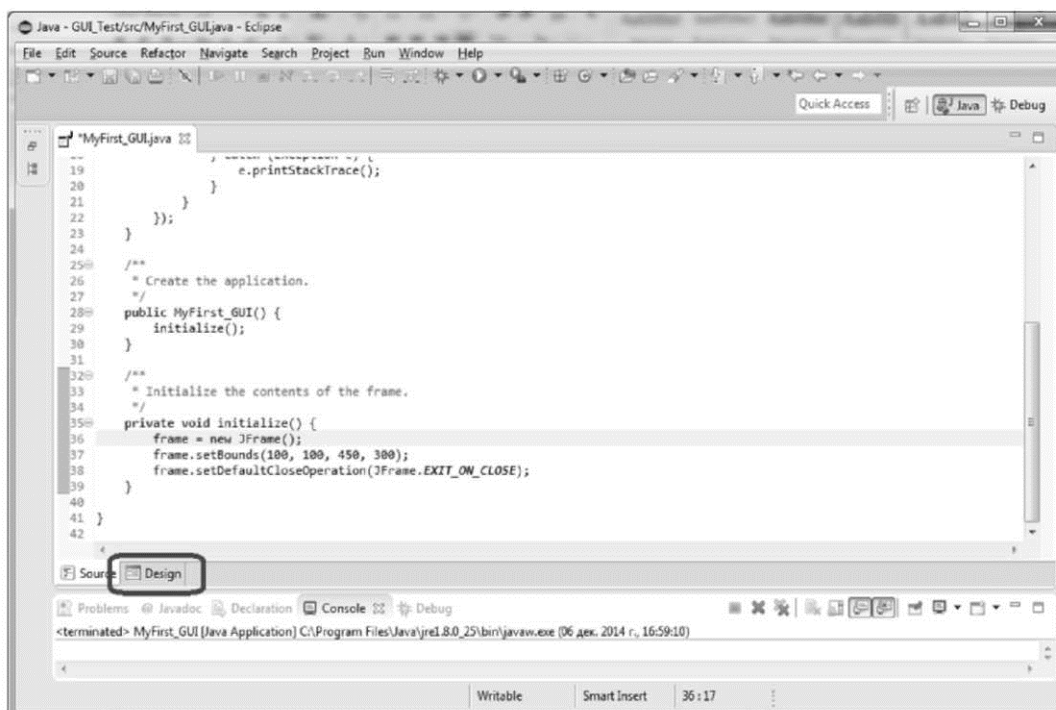 Java - GUI_Test/src/MyFirst_GUI.java - Eclipse
File Edit Source Refactor Navigate Search Project Run Window Help
Quick Access Java Debug
*MyFirst_GUI.java
18 } catch (Exception e) {
19 e.printStackTrace();
20 }
21 }
22 });
23 }
24
25 /**
26 * Create the application.
27 */
28 public MyFirst_GUI() {
29 initialize();
30 }
31
32 /**
33 * Initialize the contents of the frame.
34 */
35 private void initialize() {
36 frame = new JFrame();
37 frame.setBounds(100, 100, 450, 300);
38 frame.setDefaultCloseOperation(JFrame.EXIT_ON_CLOSE);
39 }
40
41 }
42
Source Design
Problems @ Javadoc Declaration Console Debug
<terminated> MyFirst_GUI [Java Application] C:\Program Files\Java\jre1.8.0_25\bin\javaw.exe (06 дек. 2014 г., 16:59:10)
Writable Smart Insert 36 : 17